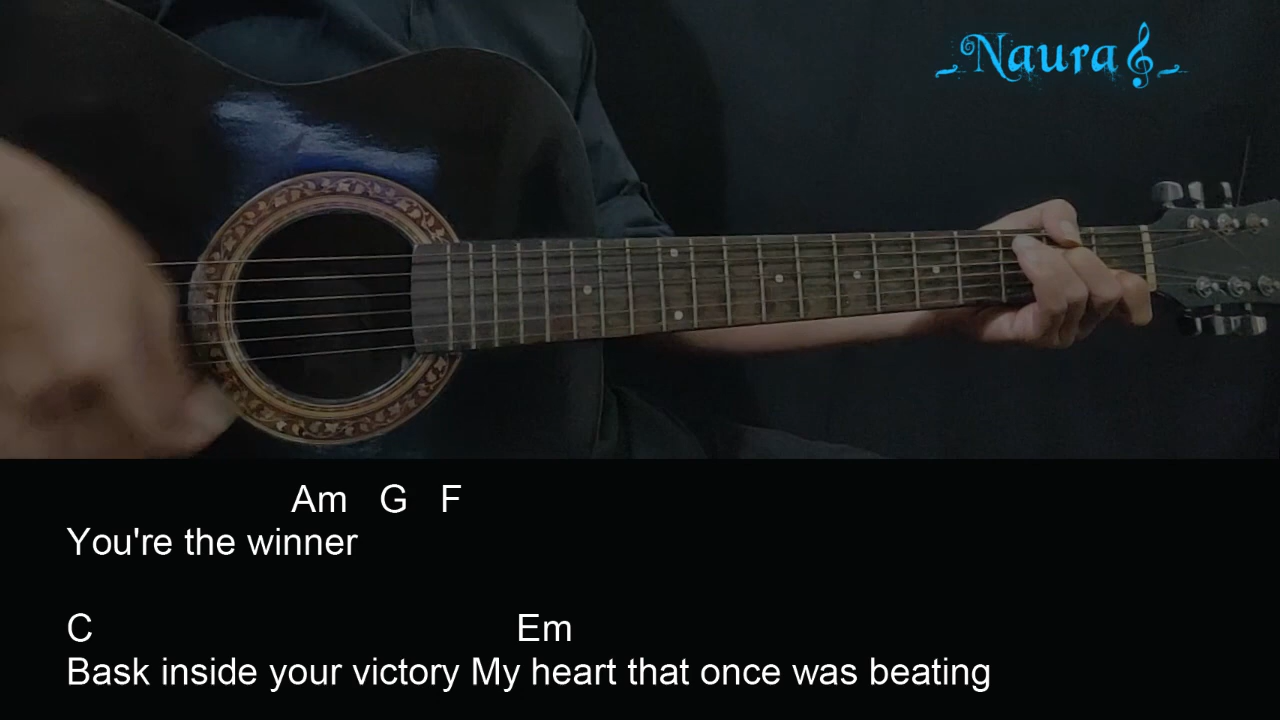 Naura
Am G F
You're the winner
C Em
Bask inside your victory My heart that once was beating